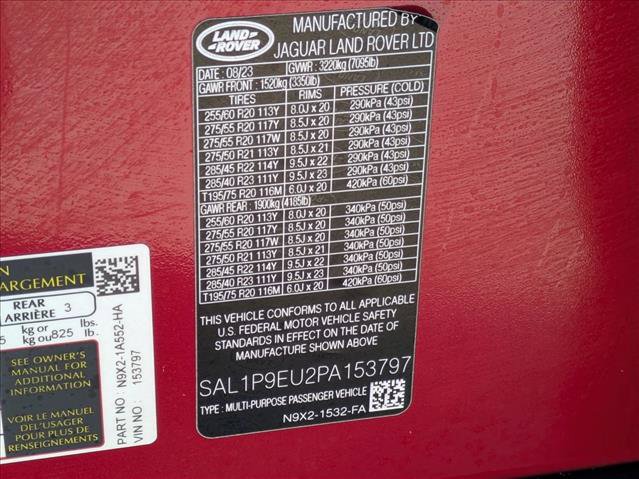 LAND
ROVER
MANUFACTURED BY
JAGUAR LAND ROVER LTD
DATE : 08/23 GVWR : 3220kg (7095lb)
GAWR FRONT : 1520kg (3350lb)
TIRES RIMS PRESSURE (COLD)
255/60 R20 113Y 8.0J x 20 290kPa (43psi)
275/55 R20 117Y 8.5J x 20 290kPa (43psi)
275/55 R20 117W 8.5J x 20 290kPa (43psi)
275/50 R21 113Y 8.5J x 21 290kPa (43psi)
285/45 R22 114Y 9.5J x 22 290kPa (43psi)
285/40 R23 111Y 9.5J x 23 290kPa (43psi)
T195/75 R20 116M 6.0J x 20 420kPa (60psi)
GAWR REAR : 1900kg (4185lb)
255/60 R20 113Y 8.0J x 20 340kPa (50psi)
275/55 R20 117Y 8.5J x 20 340kPa (50psi)
275/55 R20 117W 8.5J x 20 340kPa (50psi)
275/50 R21 113Y 8.5J x 21 340kPa (50psi)
285/45 R22 114Y 9.5J x 22 340kPa (50psi)
285/40 R23 111Y 9.5J x 23 340kPa (50psi)
T195/75 R20 116M 6.0J x 20 420kPa (60psi)
THIS VEHICLE CONFORMS TO ALL APPLICABLE
U.S. FEDERAL MOTOR VEHICLE SAFETY
STANDARDS IN EFFECT ON THE DATE OF
MANUFACTURE SHOWN ABOVE
SAL1P9EU2PA153797
TYPE : MULTI-PURPOSE PASSENGER VEHICLE
N9X2-1532-FA
REAR
ARRIÈRE 3
kg or lbs.
kg ou 825 lb.
SEE OWNER'S
MANUAL FOR
ADDITIONAL
INFORMATION
VOIR LE MANUEL
DEL'USAGER
POUR PLUS DE
RENSEIGNEMENTS
PART NO : N9X2-1A552-HA
VIN NO : 153797